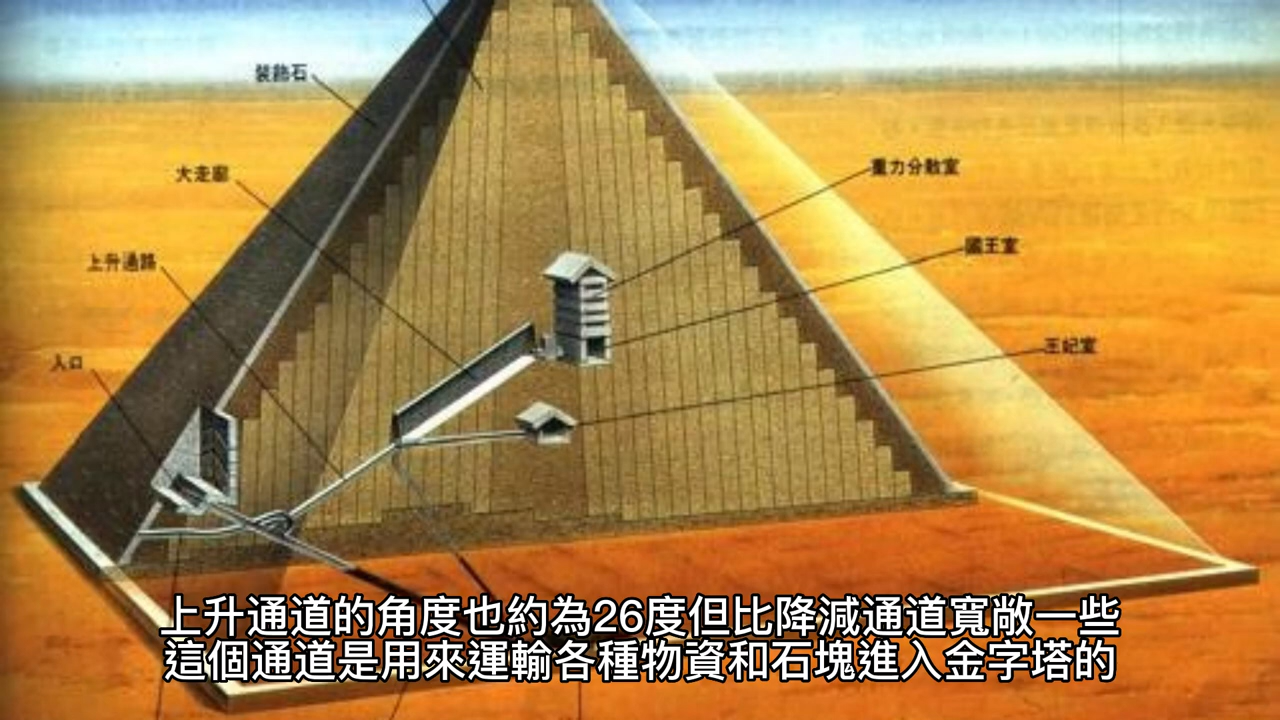 裝飾石
大走廊
重力分散室
國王室
上升通路
王妃室
入口
上升通道的角度也約為26度但比降減通道寬敞一些
這個通道是用來運輸各種物資和石塊進入金字塔的